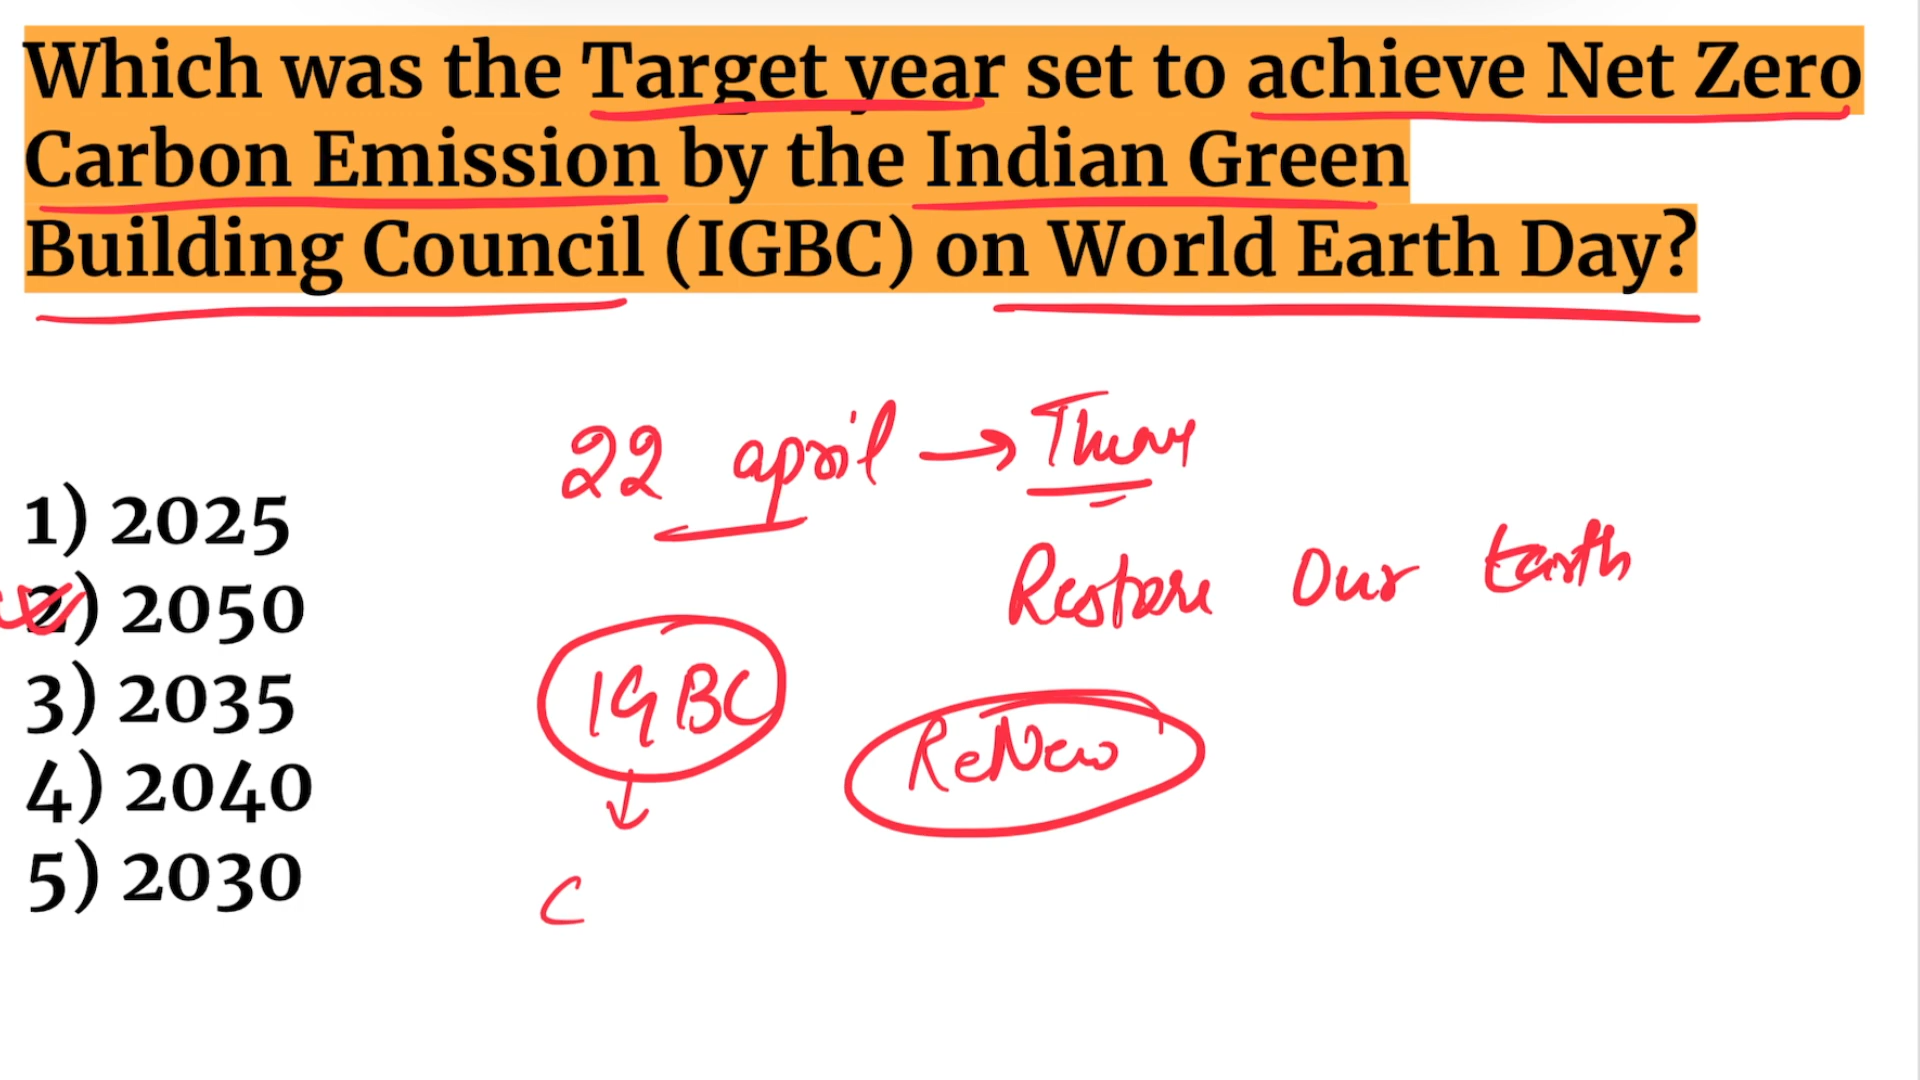 Which was the Target year set to achieve Net Zero
Carbon Emission by the Indian Green
Building Council (IGBC) on World Earth Day?
22 april →
Restore Our Earth
1) 2025
2) 2050
3) 2035
4) 2040
5) 2030
IGBC
ReNew
C